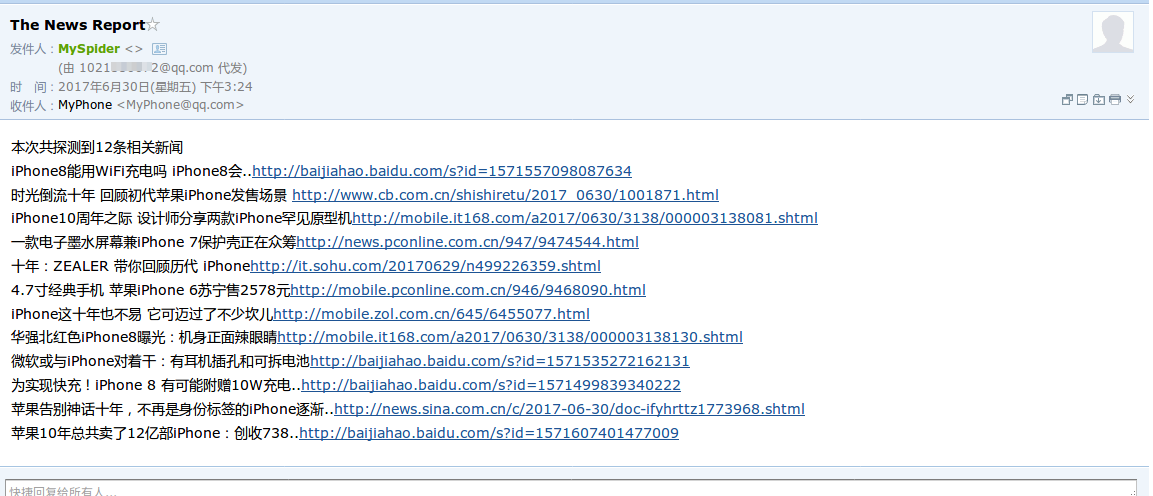 The News Report☆
发件人：MySpider <>
(由 1021 2@qq.com 代发)
时　间：2017年6月30日(星期五) 下午3:24
收件人：MyPhone <MyPhone@qq.com>
本次共探测到12条相关新闻
iPhone8能用WiFi充电吗 iPhone8会..http://baijiahao.baidu.com/s?id=1571557098087634
时光倒流十年 回顾初代苹果iPhone发售场景 http://www.cb.com.cn/shishiretu/2017_0630/1001871.html
iPhone10周年之际 设计师分享两款iPhone罕见原型机http://mobile.it168.com/a2017/0630/3138/000003138081.shtml
一款电子墨水屏幕兼iPhone 7保护壳正在众筹http://news.pconline.com.cn/947/9474544.html
十年：ZEALER 带你回顾历代 iPhonehttp://it.sohu.com/20170629/n499226359.shtml
4.7寸经典手机 苹果iPhone 6苏宁售2578元http://mobile.pconline.com.cn/946/9468090.html
iPhone这十年也不易 它可迈过了不少坎儿http://mobile.zol.com.cn/645/6455077.html
华强北红色iPhone8曝光：机身正面辣眼睛http://mobile.it168.com/a2017/0630/3138/000003138130.shtml
微软或与iPhone对着干：有耳机插孔和可拆电池http://baijiahao.baidu.com/s?id=1571535272162131
为实现快充！iPhone 8 有可能附赠10W充电..http://baijiahao.baidu.com/s?id=1571499839340222
苹果告别神话十年，不再是身份标签的iPhone逐渐..http://news.sina.com.cn/c/2017-06-30/doc-ifyhrttz1773968.shtml
苹果10年总共卖了12亿部iPhone：创收738..http://baijiahao.baidu.com/s?id=1571607401477009
快捷回复给所有人...